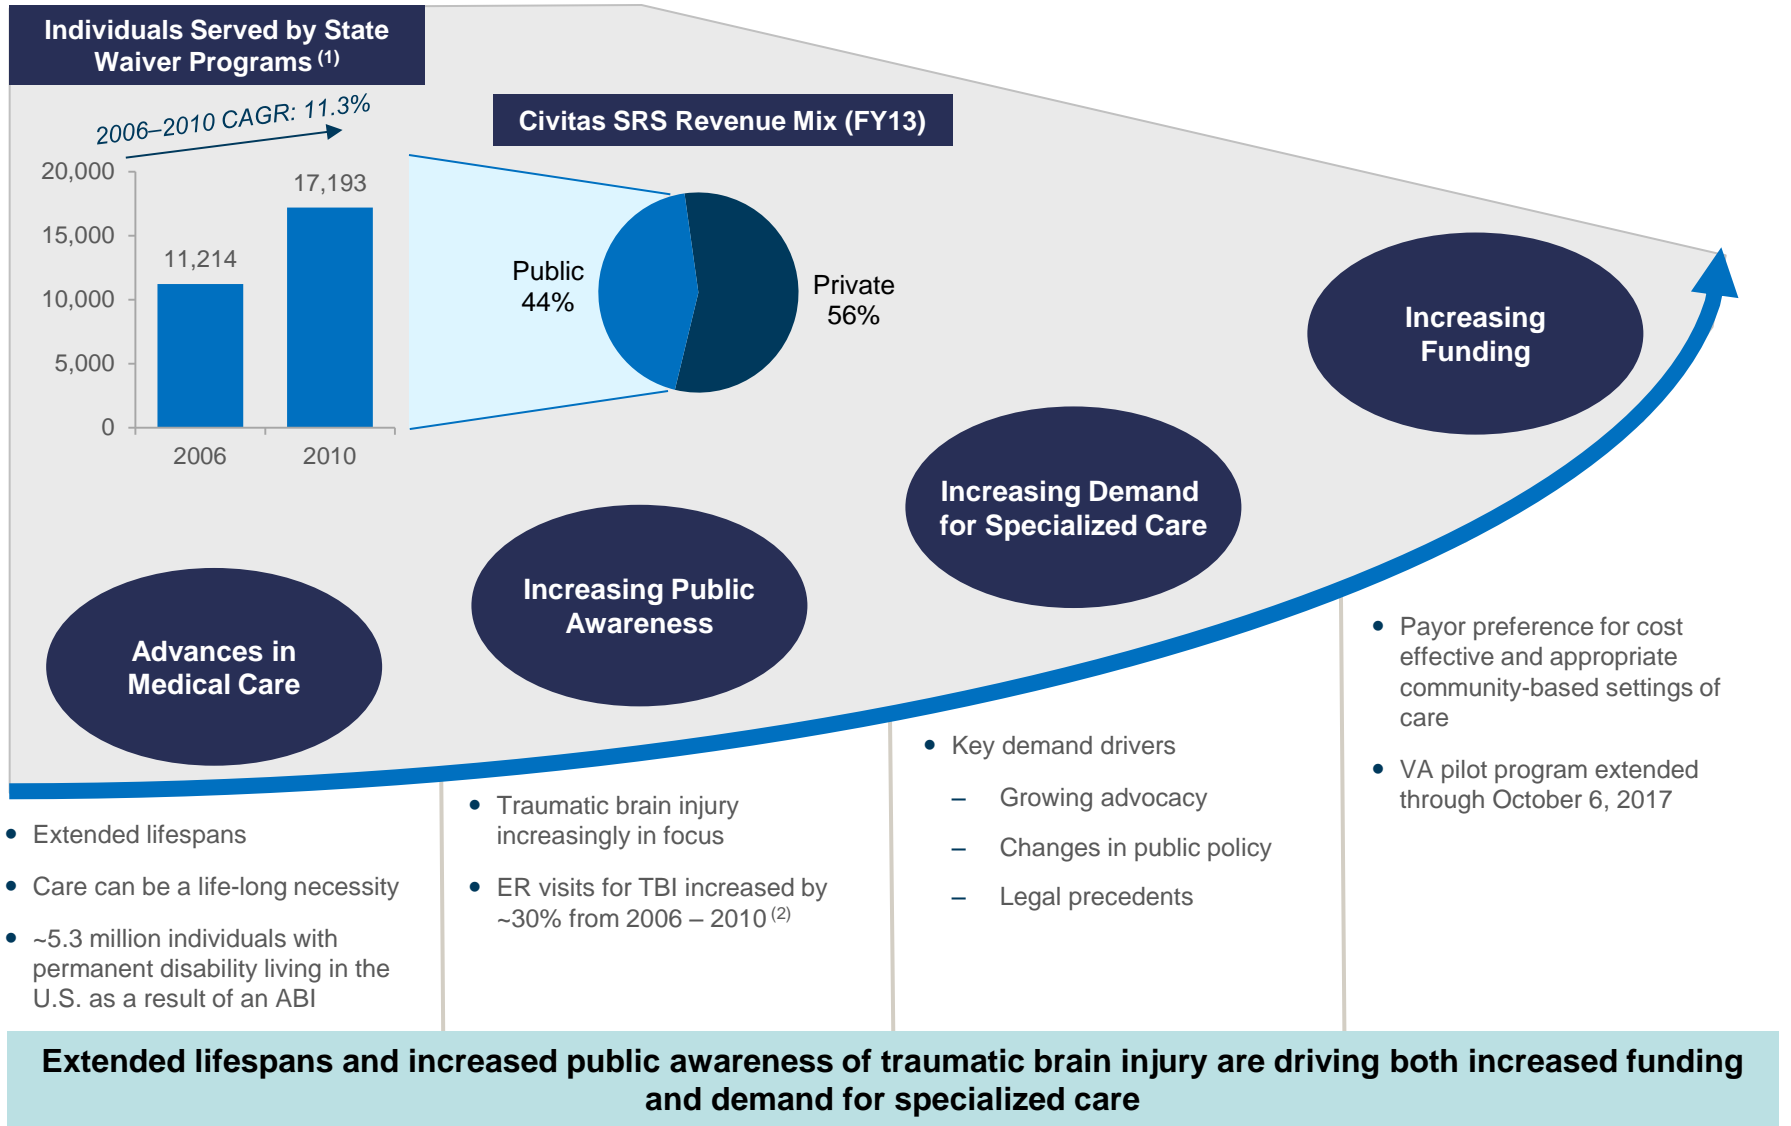 Individuals Served by State
Waiver Programs (1)
2006–2010 CAGR: 11.3%
20,000
15,000
10,000
5,000
0
11,214
17,193
2006
2010
Civitas SRS Revenue Mix (FY13)
Public
44%
Private
56%
Advances in
Medical Care
Increasing Public
Awareness
Increasing Demand
for Specialized Care
Increasing
Funding
• Extended lifespans
• Care can be a life-long necessity
• ~5.3 million individuals with
permanent disability living in the
U.S. as a result of an ABI
• Traumatic brain injury
increasingly in focus
• ER visits for TBI increased by
~30% from 2006 – 2010 (2)
• Key demand drivers
– Growing advocacy
– Changes in public policy
– Legal precedents
• Payor preference for cost
effective and appropriate
community-based settings of
care
• VA pilot program extended
through October 6, 2017
Extended lifespans and increased public awareness of traumatic brain injury are driving both increased funding
and demand for specialized care